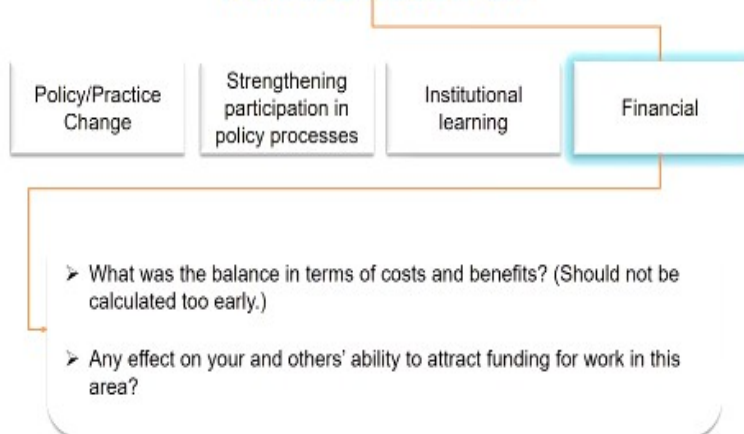 Policy/Practice
Change
Strengthening
participation in
policy processes
Institutional
learning
Financial
➢ What was the balance in terms of costs and benefits? (Should not be
calculated too early.)
➢ Any effect on your and others' ability to attract funding for work in this
area?